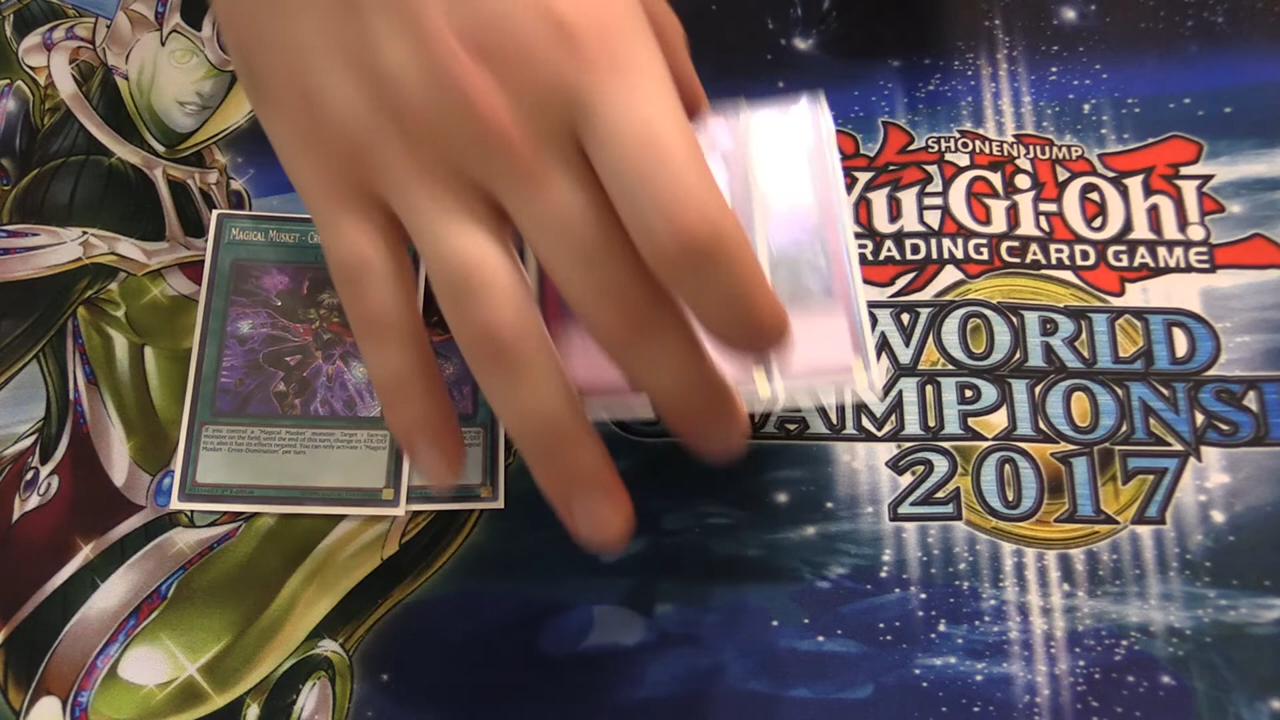 SHONEN JUMP
Yu-Gi-Oh!
TRADING CARD GAME
WORLD
CHAMPIONS
2017
MAGICAL MUSKET - CR
If you control a "Magical Musket" monster: Target 1 face-up
monster on the field; until the end of this turn, change its ATK/DEF
to 0, also it has its effects negated. You can only activate 1 "Magical
Musket - Cross-Domination" per turn.